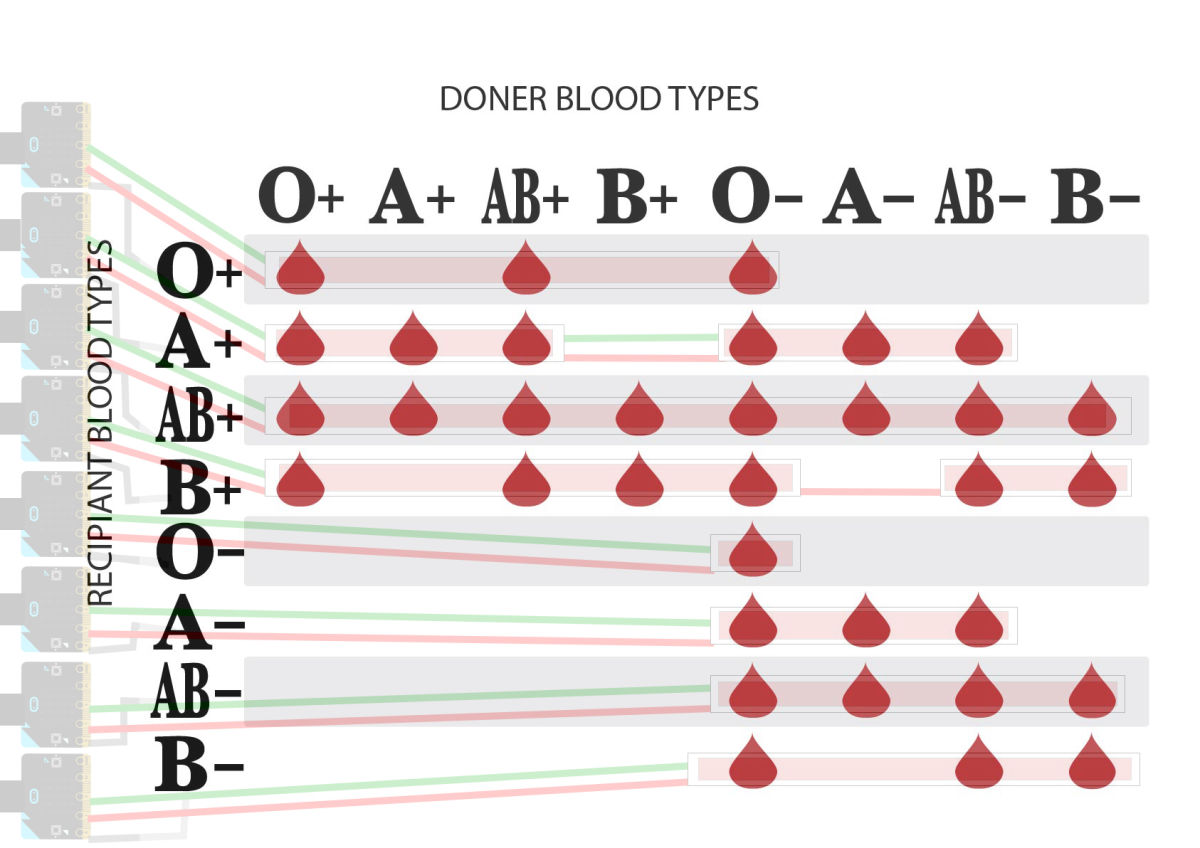 DONER BLOOD TYPES
O+ A+ AB+ B+ O− A− AB− B−
RECIPIANT BLOOD TYPES
O+
A+
AB+
B+
O−
A−
AB−
B−